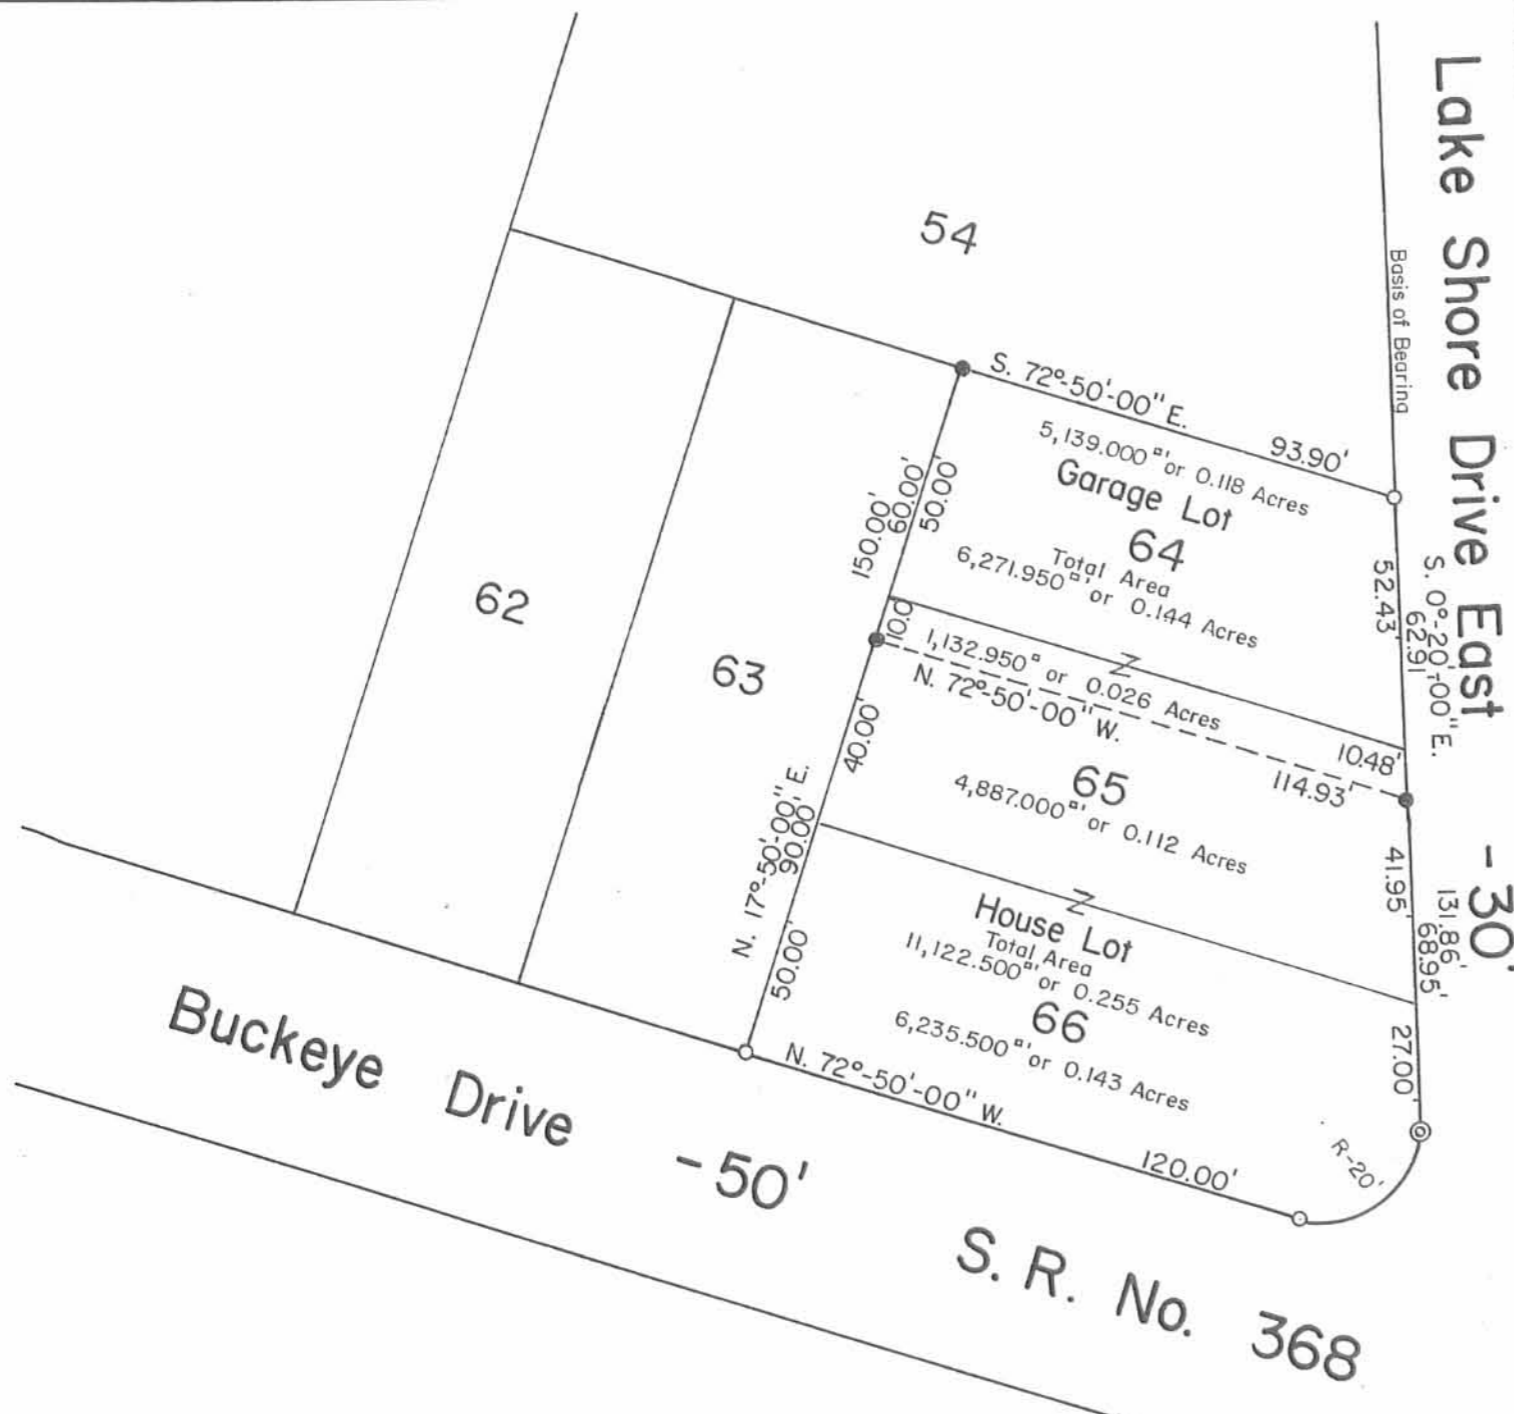 Lake Shore Drive East - 30'
Basis of Bearing
54
S. 72°-50'-00" E.
93.90'
5,139.000 ▫' or 0.118 Acres
Garage Lot
64
Total Area
6,271.950 ▫' or 0.144 Acres
150.00'
60.00'
50.00'
52.43'
S. 0°-20'-00" E.
62.91'
10.0
1,132.950 ▫ or 0.026 Acres
N. 72°-50'-00" W.
10.48'
114.93'
62
63
40.00'
65
4,887.000 ▫' or 0.112 Acres
41.95'
131.86'
68.95'
N. 17°-50'-00" E.
90.00'
50.00'
House Lot
Total Area
11,122.500 ▫' or 0.255 Acres
66
6,235.500 ▫' or 0.143 Acres
27.00'
N. 72°-50'-00" W.
120.00'
R-20'
Buckeye Drive - 50' S. R. No. 368